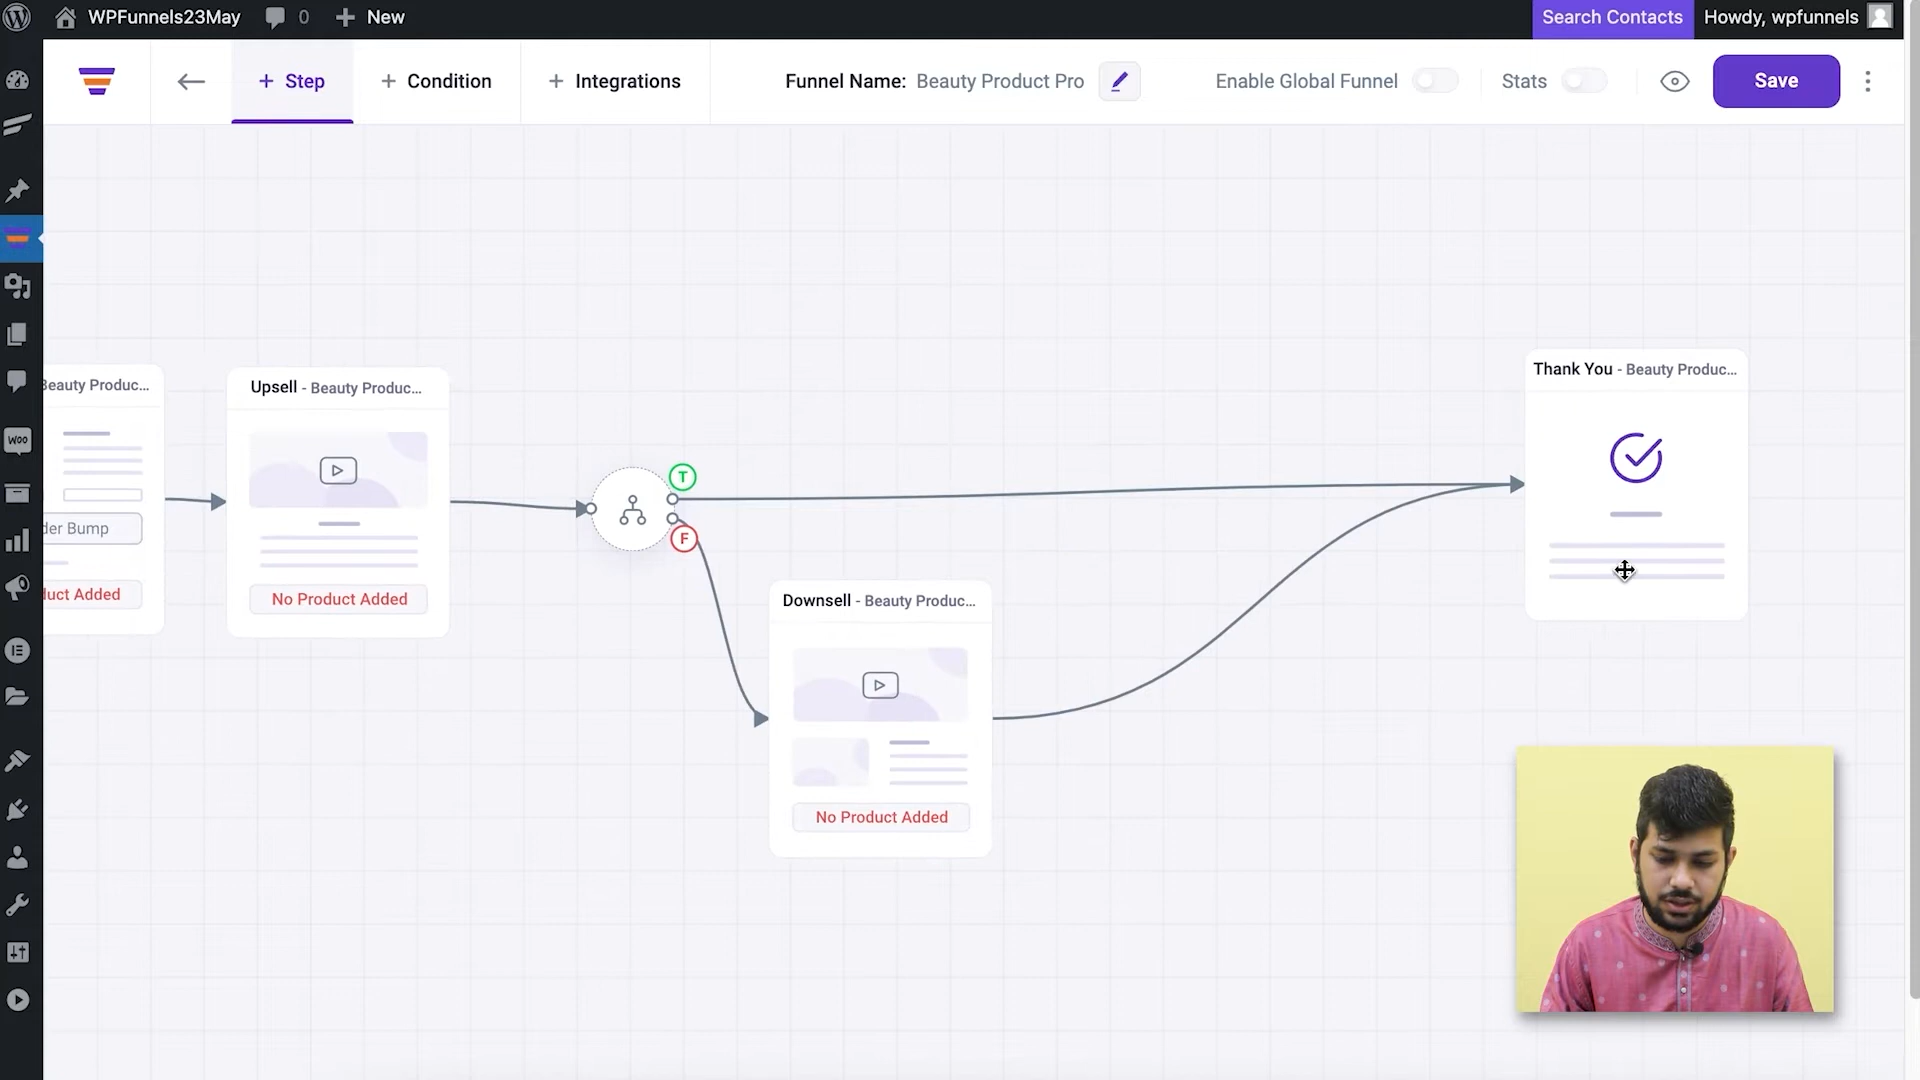 WPFunnels23May
0
New
Search Contacts
Howdy, wpfunnels
Step
Condition
Integrations
Funnel Name: Beauty Product Pro
Enable Global Funnel
Stats
Save
Beauty Produc...
der Bump
duct Added
Upsell - Beauty Produc...
No Product Added
T
F
Downsell - Beauty Produc...
No Product Added
Thank You - Beauty Produc...
WOO